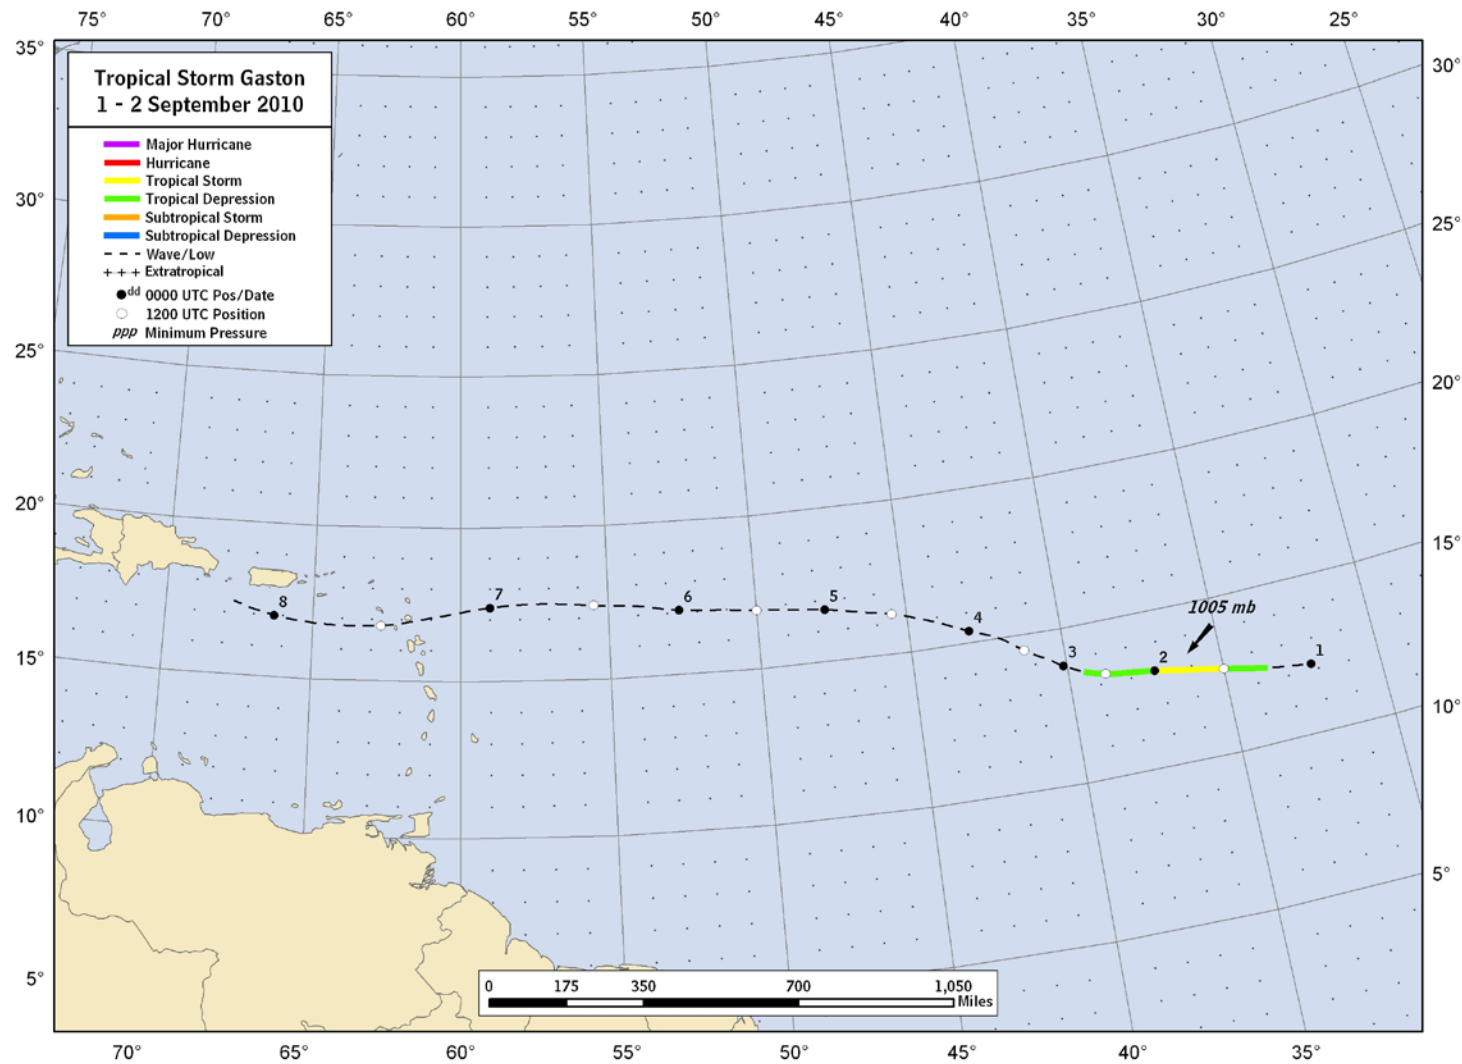 75° 70° 65° 60° 55° 50° 45° 40° 35° 30° 25°
35°
30°
Tropical Storm Gaston
1 - 2 September 2010
Major Hurricane
Hurricane
Tropical Storm
Tropical Depression
Subtropical Storm
Subtropical Depression
Wave/Low
Extratropical
dd 0000 UTC Pos/Date
1200 UTC Position
ppp Minimum Pressure
30°
25°
25°
20°
20°
15°
8
7
6
5
4
3
2
1
1005 mb
15°
10°
10°
5°
5°
0 175 350 700 1,050
Miles
70° 65° 60° 55° 50° 45° 40° 35°